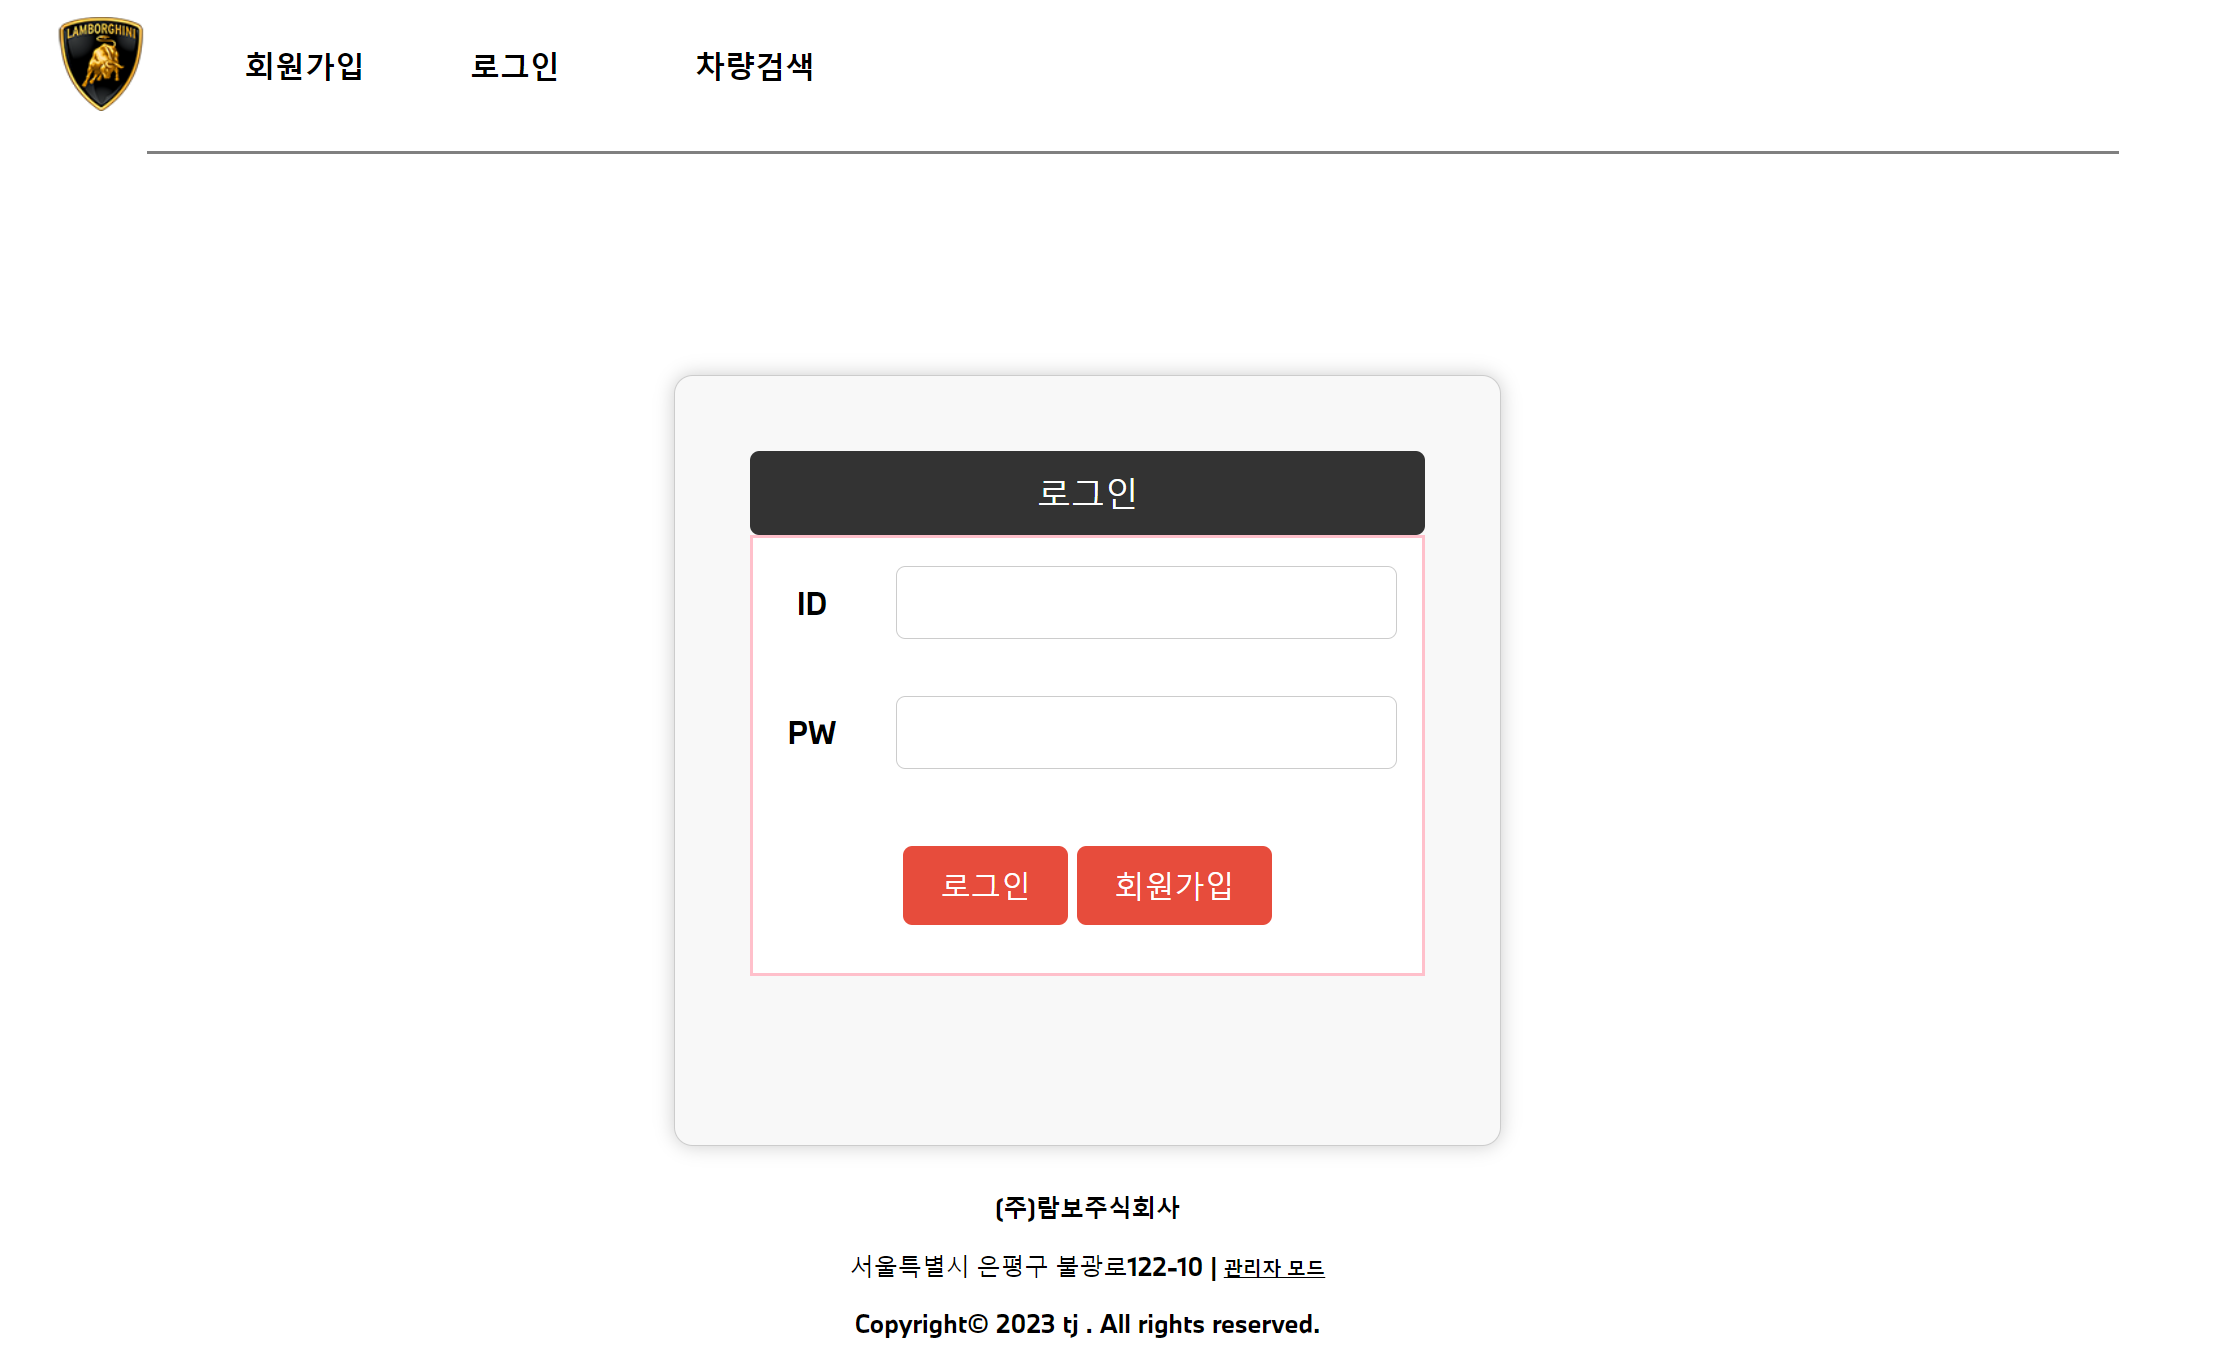 LAMBORGHINI
회원가입 로그인 차량검색
로그인
ID
PW
로그인 회원가입
(주)람보주식회사
서울특별시 은평구 불광로122-10 | 관리자 모드
Copyright© 2023 tj . All rights reserved.